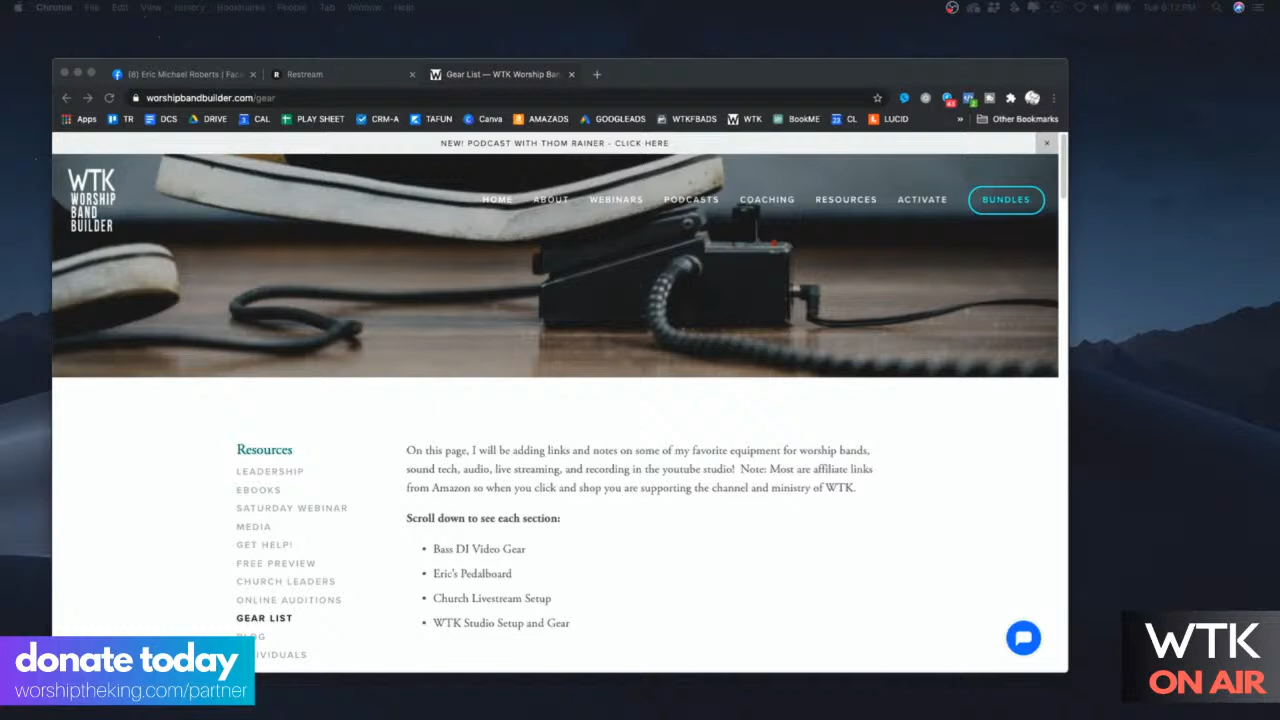 Chrome File Edit View History Bookmarks People Tab Window Help
Tue 6:12 PM
(6) Eric Michael Roberts | Fac
Restream
Gear List — WTK Worship Ban
worshipbandbuilder.com/gear
Apps TR DCS DRIVE CAL PLAY SHEET CRM-A TAFUN Canva AMAZADS GOOGLEADS WTKFBADS WTK BookME CL LUCID » Other Bookmarks
NEW! PODCAST WITH THOM RAINER - CLICK HERE
WTK
WORSHIP
BAND
BUILDER
HOME ABOUT WEBINARS PODCASTS COACHING RESOURCES ACTIVATE BUNDLES
Resources
LEADERSHIP
EBOOKS
SATURDAY WEBINAR
MEDIA
GET HELP!
FREE PREVIEW
CHURCH LEADERS
ONLINE AUDITIONS
GEAR LIST
BLOG
IVIDUALS
On this page, I will be adding links and notes on some of my favorite equipment for worship bands,
sound tech, audio, live streaming, and recording in the youtube studio! Note: Most are affiliate links
from Amazon so when you click and shop you are supporting the channel and ministry of WTK.
Scroll down to see each section:
• Bass DI Video Gear
• Eric's Pedalboard
• Church Livestream Setup
• WTK Studio Setup and Gear
donate today
worshiptheking.com/partner
WTK
ON AIR